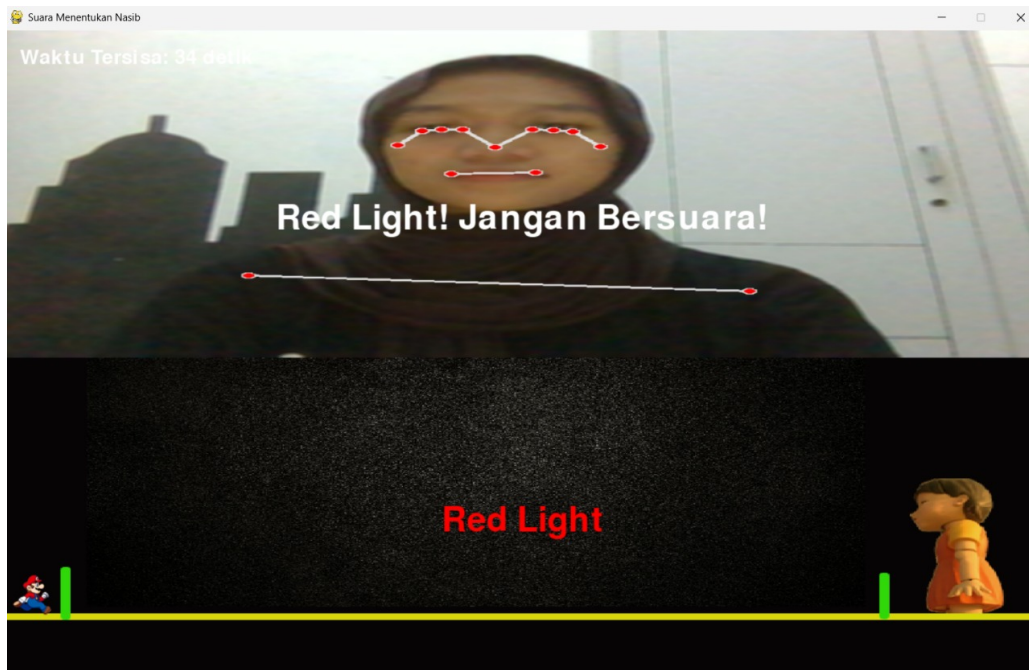 Suara Menentukan Nasib
Waktu Tersisa: 34 detik
Red Light! Jangan Bersuara!
Red Light